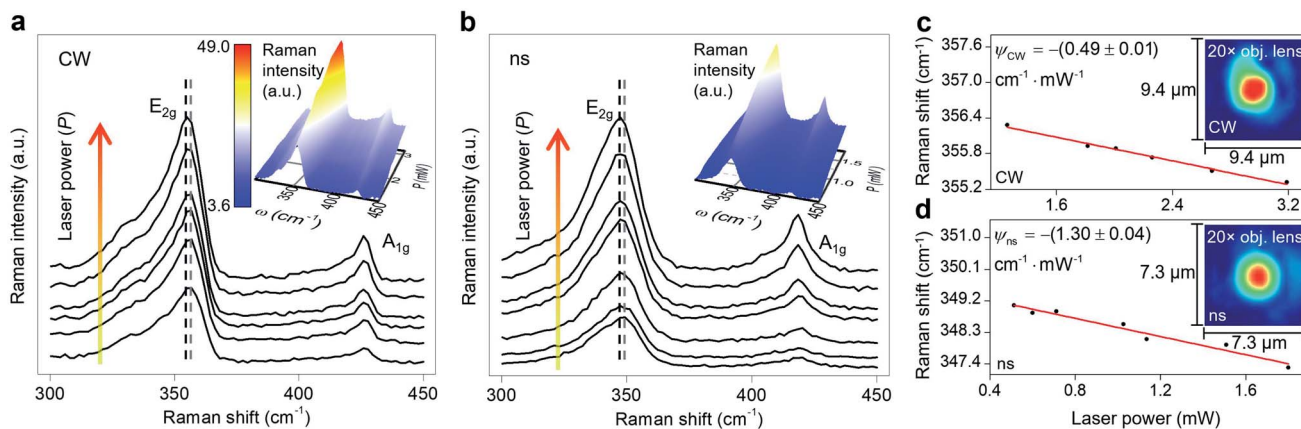 a
CW
49.0
3.6
Raman
intensity
(a.u.)
E2g
A1g
Laser power (P)
Raman intensity (a.u.)
3
2
P (mW)
350
400
450
ω (cm-1)
300
350
400
450
Raman shift (cm-1)
b
ns
Raman
intensity
(a.u.)
E2g
A1g
Laser power (P)
Raman intensity (a.u.)
1.5
1.0
P (mW)
350
400
450
ω (cm-1)
300
350
400
450
Raman shift (cm-1)
c
357.6
357.0
356.4
355.8
355.2
Raman shift (cm-1)
ψCW = −(0.49 ± 0.01)
cm-1 · mW-1
20× obj. lens
9.4 µm
CW
9.4 µm
CW
1.6
2.4
3.2
d
351.0
350.1
349.2
348.3
347.4
Raman shift (cm-1)
ψns = −(1.30 ± 0.04)
cm-1 · mW-1
20× obj. lens
7.3 µm
ns
7.3 µm
ns
0.4
0.8
1.2
1.6
Laser power (mW)